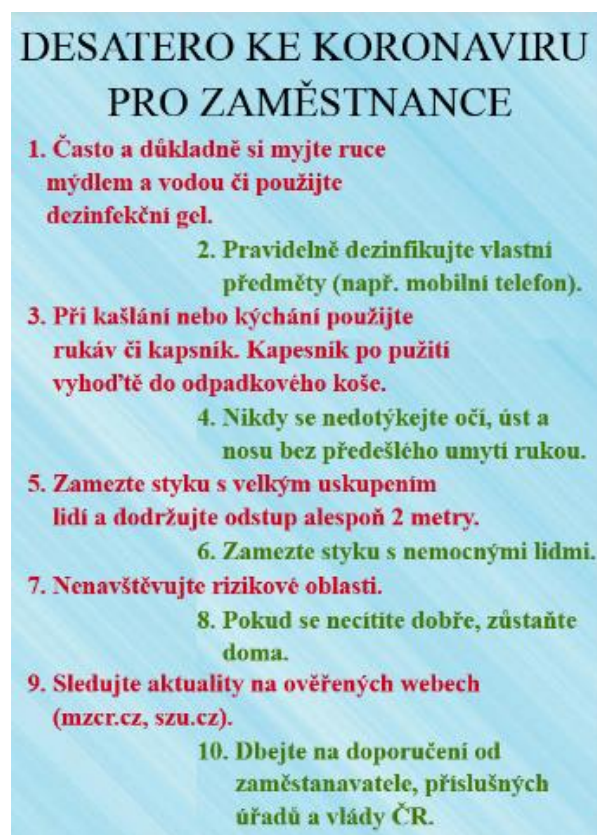 DESATERO KE KORONAVIRU
PRO ZAMĚSTNANCE
1. Často a důkladně si myjte ruce
mýdlem a vodou či použijte
dezinfekční gel.
2. Pravidelně dezinfikujte vlastní
předměty (např. mobilní telefon).
3. Při kašlání nebo kýchání použijte
rukáv či kapsník. Kapesník po pužití
vyhoďtě do odpadkového koše.
4. Nikdy se nedotýkejte očí, úst a
nosu bez předešlého umytí rukou.
5. Zamezte styku s velkým uskupením
lidí a dodržujte odstup alespoň 2 metry.
6. Zamezte styku s nemocnými lidmi.
7. Nenavštěvujte rizikové oblasti.
8. Pokud se necítíte dobře, zůstaňte
doma.
9. Sledujte aktuality na ověřených webech
(mzcr.cz, szu.cz).
10. Dbejte na doporučení od
zaměstanavatele, příslušných
úřadů a vlády ČR.